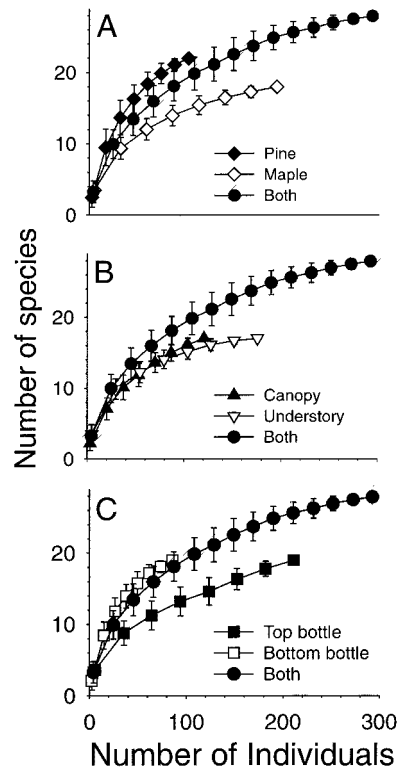 A
20
10
0
Pine
Maple
Both
B
20
10
0
Canopy
Understory
Both
C
20
10
0
Top bottle
Bottom bottle
Both
0 100 200 300
Number of species
Number of Individuals